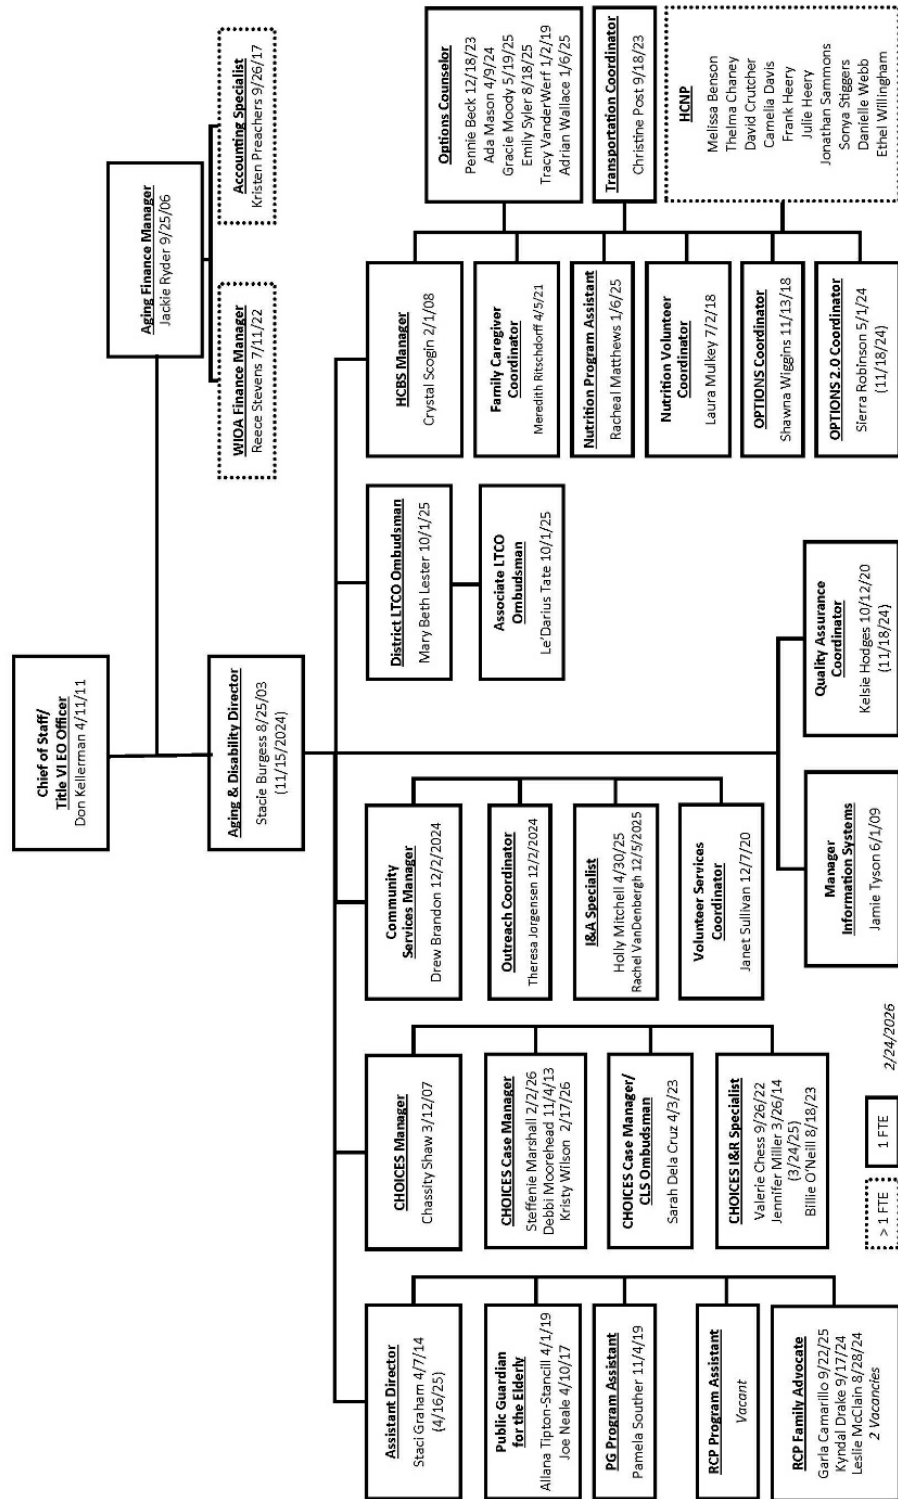 Chief of Staff/
Title VI EO Officer
Don Kellerman 4/11/11
Aging Finance Manager
Jackie Ryder 9/25/06
WIOA Finance Manager
Reece Stevens 7/11/22
Accounting Specialist
Kristen Preachers 9/26/17
Aging & Disability Director
Stacie Burgess 8/25/03
(11/15/2024)
Assistant Director
Staci Graham 4/7/14
(4/16/25)
Public Guardian
for the Elderly
Allana Tipton-Stancill 4/1/19
Joe Neale 4/10/17
PG Program Assistant
Pamela Souther 11/4/19
RCP Program Assistant
Vacant
RCP Family Advocate
Garla Camarillo 9/22/25
Kyndal Drake 9/17/24
Leslie McClain 8/28/24
2 Vacancies
CHOICES Manager
Chassity Shaw 3/12/07
CHOICES Case Manager
Steffenie Marshall 2/2/26
Debbi Moorehead 11/4/13
Kristy Wilson 2/17/26
CHOICES Case Manager/
CLS Ombudsman
Sarah Dela Cruz 4/3/23
CHOICES I&R Specialist
Valerie Chess 9/26/22
Jennifer Miller 3/26/14
(3/24/25)
Billie O'Neill 8/18/23
Community
Services Manager
Drew Brandon 12/2/2024
Outreach Coordinator
Theresa Jorgensen 12/2/2024
I&A Specialist
Holly Mitchell 4/30/25
Rachel VanDenbergh 12/5/2025
Volunteer Services
Coordinator
Janet Sullivan 12/7/20
District LTCO Ombudsman
Mary Beth Lester 10/1/25
Associate LTCO
Ombudsman
Le'Darius Tate 10/1/25
HCBS Manager
Crystal Scogin 2/1/08
Family Caregiver
Coordinator
Meredith Ritschdorff 4/5/21
Nutrition Program Assistant
Racheal Matthews 1/6/25
Nutrition Volunteer
Coordinator
Laura Mulkey 7/2/18
OPTIONS Coordinator
Shawna Wiggins 11/13/18
OPTIONS 2.0 Coordinator
Sierra Robinson 5/1/24
(11/18/24)
Options Counselor
Pennie Beck 12/18/23
Ada Mason 4/9/24
Gracie Moody 5/19/25
Emily Syler 8/18/25
Tracy VanderWerf 1/2/19
Adrian Wallace 1/6/25
Transportation Coordinator
Christine Post 9/18/23
HCNP
Melissa Benson
Thelma Chaney
David Crutcher
Camelia Davis
Frank Heery
Julie Heery
Jonathan Sammons
Sonya Stiggers
Danielle Webb
Ethel Willingham
Manager
Information Systems
Jamie Tyson 6/1/09
Quality Assurance
Coordinator
Kelsie Hodges 10/12/20
(11/18/24)
> 1 FTE
1 FTE
2/24/2026